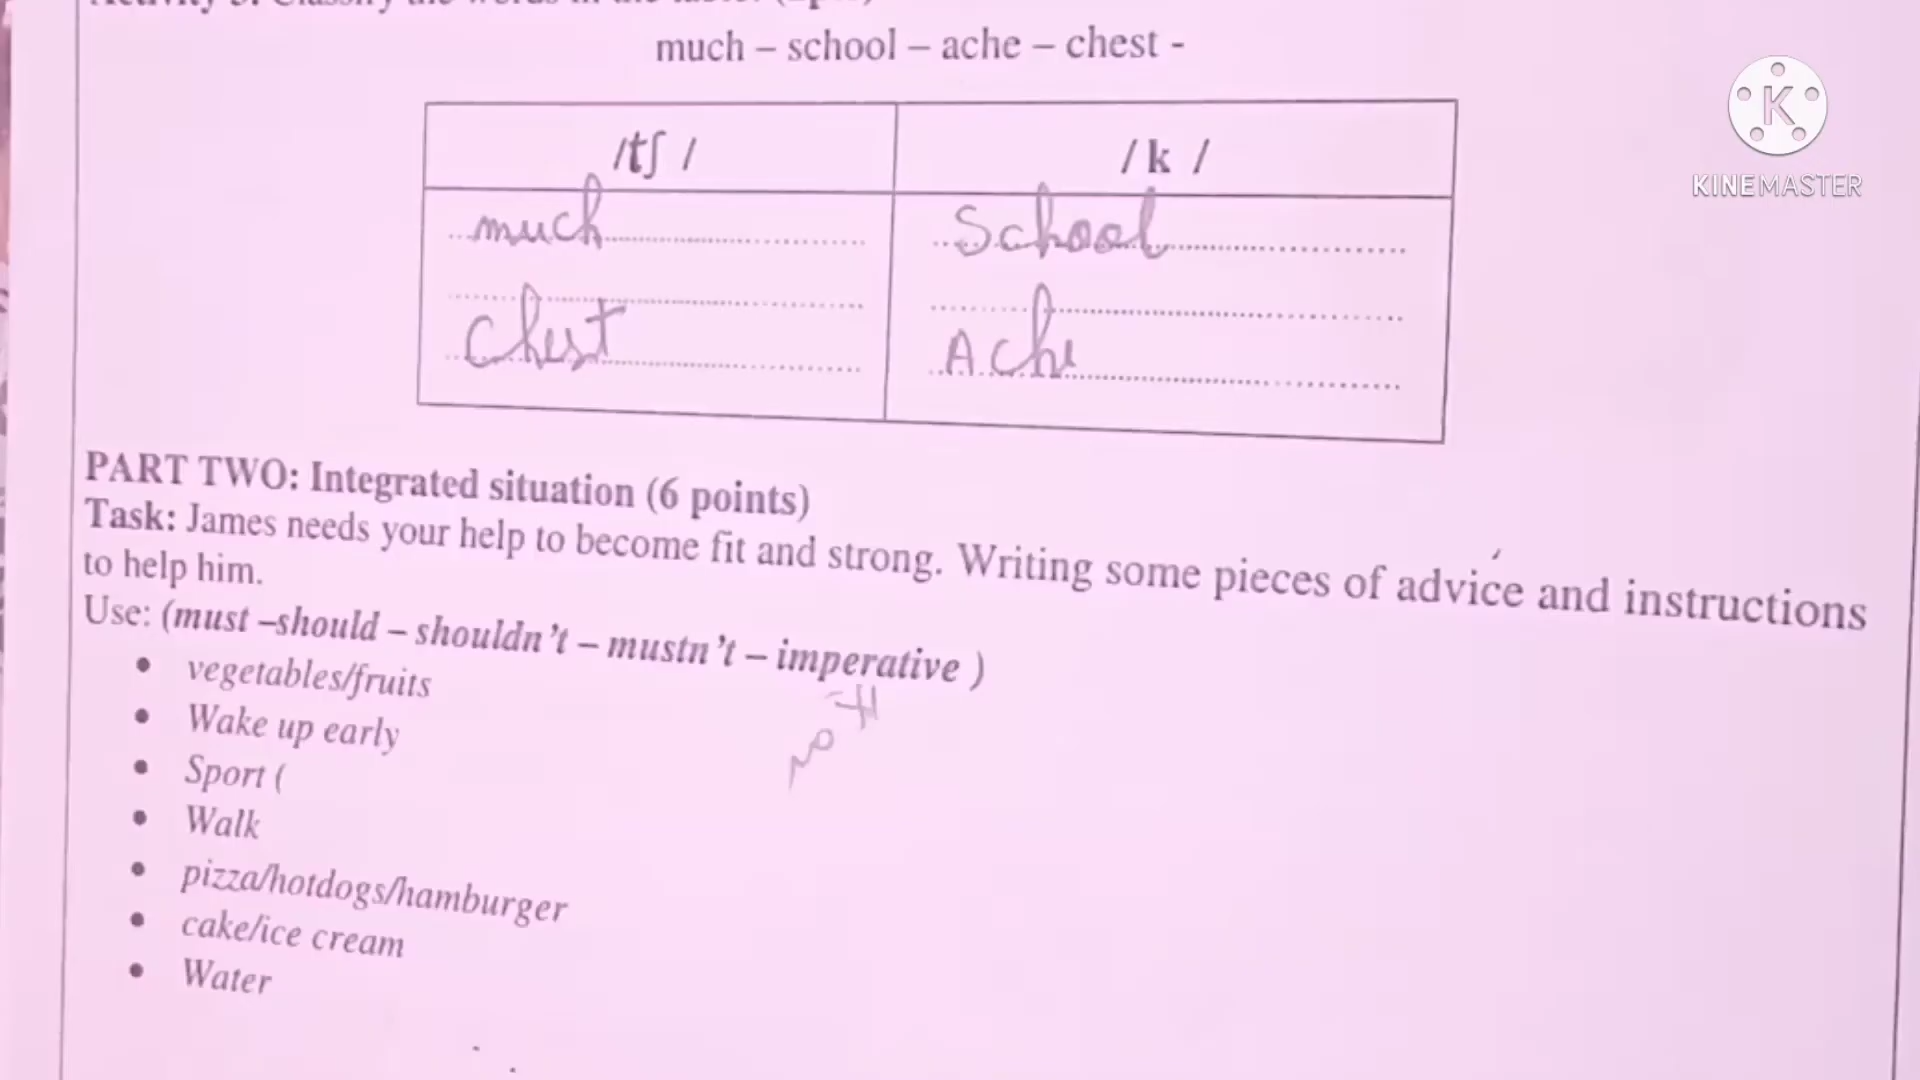 much – school – ache – chest -
K
KINEMASTER
/tʃ / / k /
much School
Chest Ache
PART TWO: Integrated situation (6 points)
Task: James needs your help to become fit and strong. Writing some pieces of advice and instructions
to help him.
Use: (must –should – shouldn't – mustn't – imperative )
• vegetables/fruits
• Wake up early
• Sport (
• Walk
• pizza/hotdogs/hamburger
• cake/ice cream
• Water